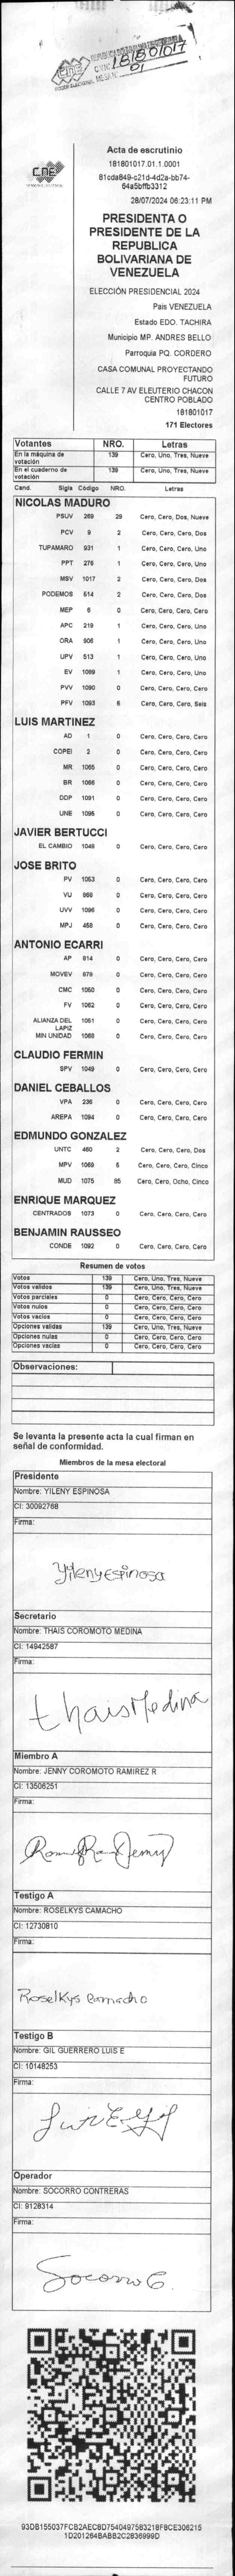 CNE
181801017
01
CNE
PODER ELECTORAL
Acta de escrutinio
181801017.01.1.0001
81cda849-c21d-4d2a-bb74-
64a5bffb3312
28/07/2024 06:23:11 PM
PRESIDENTA O
PRESIDENTE DE LA
REPUBLICA
BOLIVARIANA DE
VENEZUELA
ELECCIÓN PRESIDENCIAL 2024
Pais VENEZUELA
Estado EDO. TACHIRA
Municipio MP. ANDRES BELLO
Parroquia PQ. CORDERO
CASA COMUNAL PROYECTANDO
FUTURO
CALLE 7 AV ELEUTERIO CHACON
CENTRO POBLADO
181801017
171 Electores
Votantes NRO. Letras
En la máquina de votación 139 Cero, Uno, Tres, Nueve
En el cuaderno de votación 139 Cero, Uno, Tres, Nueve
Cand. Sigla Código NRO. Letras
NICOLAS MADURO
PSUV 269 29 Cero, Cero, Dos, Nueve
PCV 9 2 Cero, Cero, Cero, Dos
TUPAMARO 931 1 Cero, Cero, Cero, Uno
PPT 276 1 Cero, Cero, Cero, Uno
MSV 1017 2 Cero, Cero, Cero, Dos
PODEMOS 514 2 Cero, Cero, Cero, Dos
MEP 6 0 Cero, Cero, Cero, Cero
APC 219 1 Cero, Cero, Cero, Uno
ORA 906 1 Cero, Cero, Cero, Uno
UPV 513 1 Cero, Cero, Cero, Uno
EV 1089 1 Cero, Cero, Cero, Uno
PVV 1090 0 Cero, Cero, Cero, Cero
PFV 1093 6 Cero, Cero, Cero, Seis
LUIS MARTINEZ
AD 1 0 Cero, Cero, Cero, Cero
COPEI 2 0 Cero, Cero, Cero, Cero
MR 1065 0 Cero, Cero, Cero, Cero
BR 1066 0 Cero, Cero, Cero, Cero
DDP 1091 0 Cero, Cero, Cero, Cero
UNE 1095 0 Cero, Cero, Cero, Cero
JAVIER BERTUCCI
EL CAMBIO 1048 0 Cero, Cero, Cero, Cero
JOSE BRITO
PV 1053 0 Cero, Cero, Cero, Cero
VU 868 0 Cero, Cero, Cero, Cero
UVV 1096 0 Cero, Cero, Cero, Cero
MPJ 458 0 Cero, Cero, Cero, Cero
ANTONIO ECARRI
AP 814 0 Cero, Cero, Cero, Cero
MOVEV 879 0 Cero, Cero, Cero, Cero
CMC 1050 0 Cero, Cero, Cero, Cero
FV 1062 0 Cero, Cero, Cero, Cero
ALIANZA DEL LAPIZ 1051 0 Cero, Cero, Cero, Cero
MIN UNIDAD 1068 0 Cero, Cero, Cero, Cero
CLAUDIO FERMIN
SPV 1049 0 Cero, Cero, Cero, Cero
DANIEL CEBALLOS
VPA 236 0 Cero, Cero, Cero, Cero
AREPA 1094 0 Cero, Cero, Cero, Cero
EDMUNDO GONZALEZ
UNTC 460 2 Cero, Cero, Cero, Dos
MPV 1069 5 Cero, Cero, Cero, Cinco
MUD 1075 85 Cero, Cero, Ocho, Cinco
ENRIQUE MARQUEZ
CENTRADOS 1073 0 Cero, Cero, Cero, Cero
BENJAMIN RAUSSEO
CONDE 1092 0 Cero, Cero, Cero, Cero
Resumen de votos
Votos 139 Cero, Uno, Tres, Nueve
Votos validos 139 Cero, Uno, Tres, Nueve
Votos parciales 0 Cero, Cero, Cero, Cero
Votos nulos 0 Cero, Cero, Cero, Cero
Votos vacios 0 Cero, Cero, Cero, Cero
Opciones validas 139 Cero, Uno, Tres, Nueve
Opciones nulas 0 Cero, Cero, Cero, Cero
Opciones vacias 0 Cero, Cero, Cero, Cero
Observaciones:
Se levanta la presente acta la cual firman en
señal de conformidad.
Miembros de la mesa electoral
Presidente
Nombre: YILENY ESPINOSA
CI: 30092768
Firma:
Yileny Espinosa
Secretario
Nombre: THAIS COROMOTO MEDINA
CI: 14942587
Firma:
thais Medina
Miembro A
Nombre: JENNY COROMOTO RAMIREZ R
CI: 13506251
Firma:
Testigo A
Nombre: ROSELKYS CAMACHO
CI: 12730810
Firma:
Roselkys Camacho
Testigo B
Nombre: GIL GUERRERO LUIS E
CI: 10148253
Firma:
Luis E Gil
Operador
Nombre: SOCORRO CONTRERAS
CI: 9128314
Firma:
Socorro C.
93DB155037FCB2AECBD7540497583218F8CE306215
1D201264BABB2C2836999D